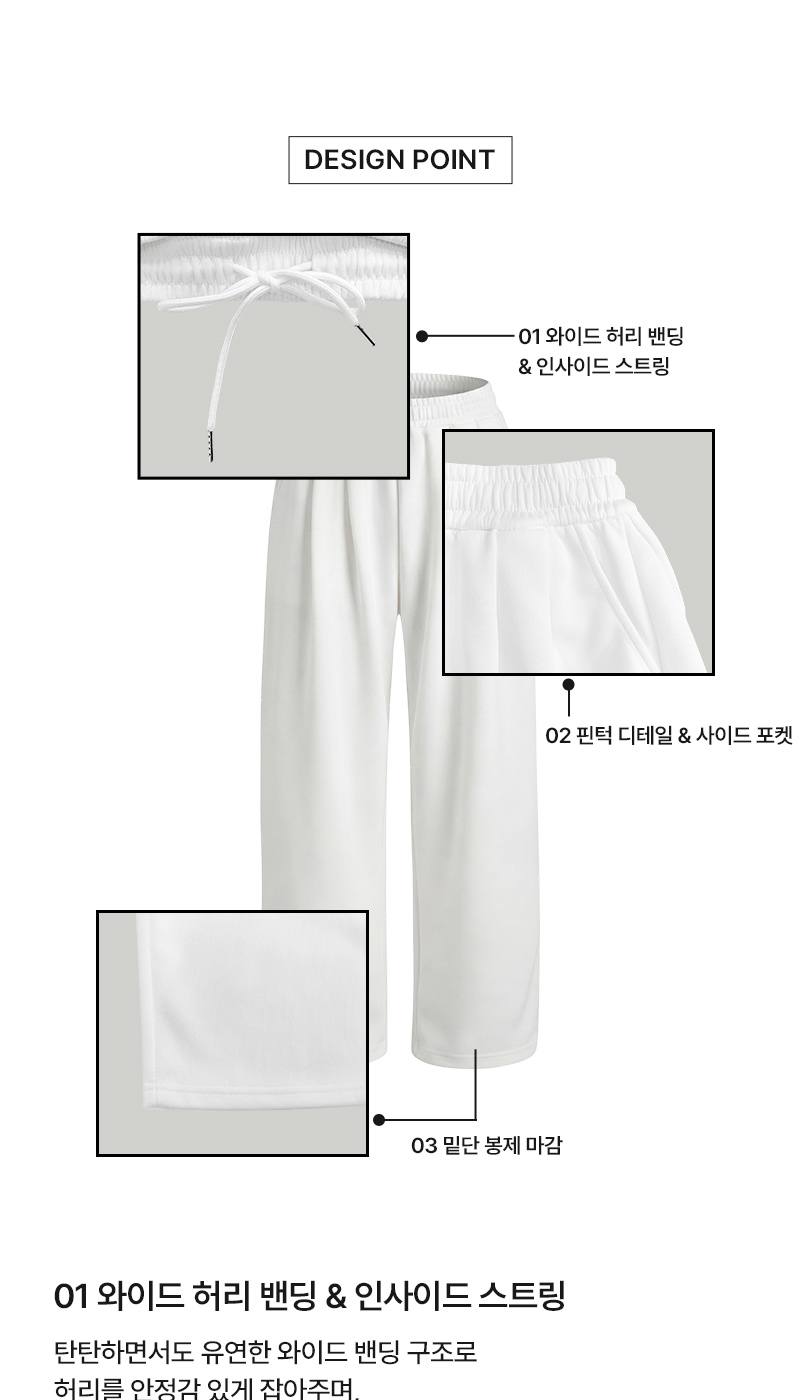 DESIGN POINT
01 와이드 허리 밴딩
& 인사이드 스트링
02 핀턱 디테일 & 사이드 포켓
03 밑단 봉제 마감
01 와이드 허리 밴딩 & 인사이드 스트링
탄탄하면서도 유연한 와이드 밴딩 구조로
허리를 안정감 있게 잡아주며,